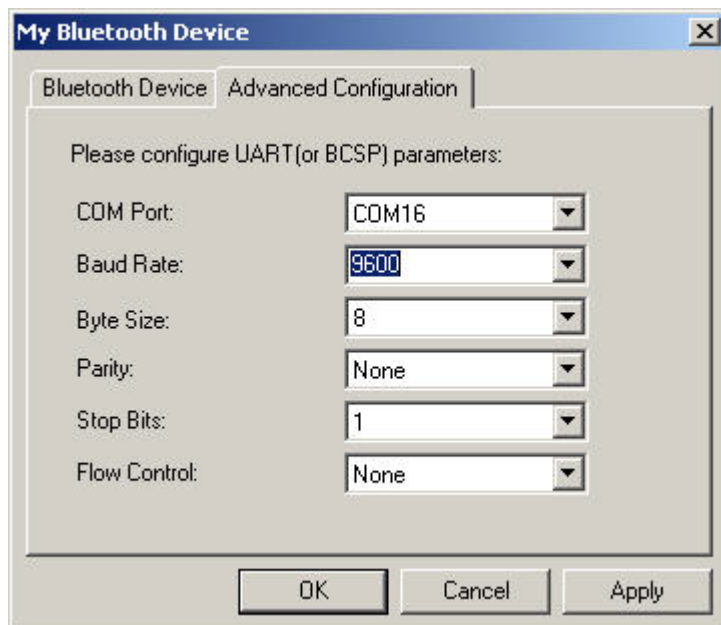 My Bluetooth Device
Bluetooth Device Advanced Configuration
Please configure UART(or BCSP) parameters:
COM Port: COM16
Baud Rate: 9600
Byte Size: 8
Parity: None
Stop Bits: 1
Flow Control: None
OK Cancel Apply